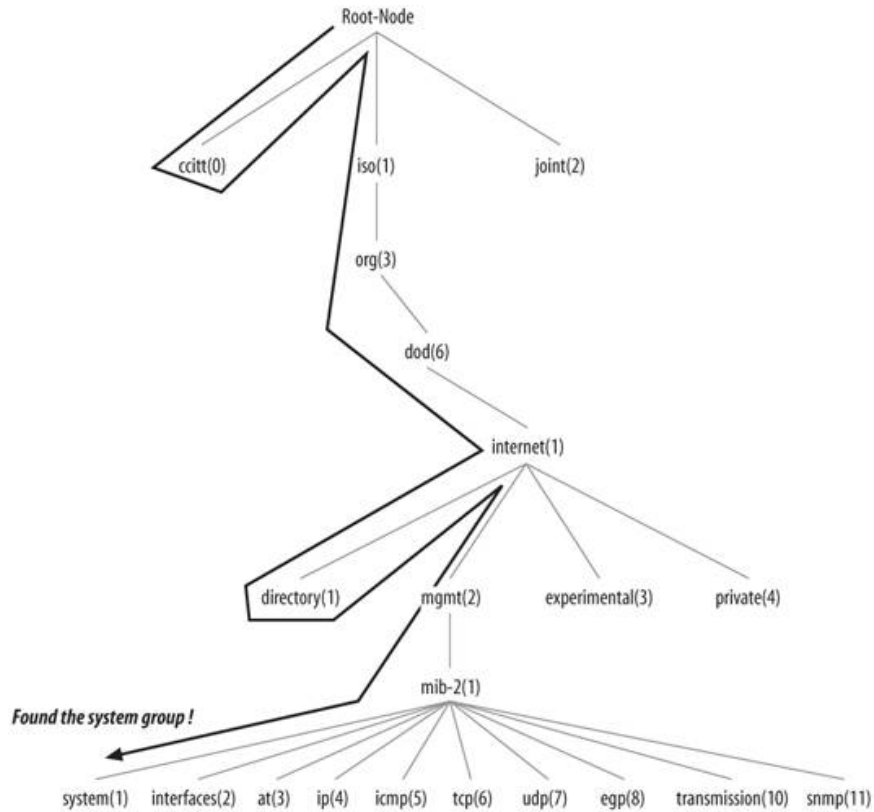 Root-Node
ccitt(0) iso(1) joint(2)
org(3)
dod(6)
internet(1)
directory(1) mgmt(2) experimental(3) private(4)
mib-2(1)
Found the system group !
system(1) interfaces(2) at(3) ip(4) icmp(5) tcp(6) udp(7) egp(8) transmission(10) snmp(11)